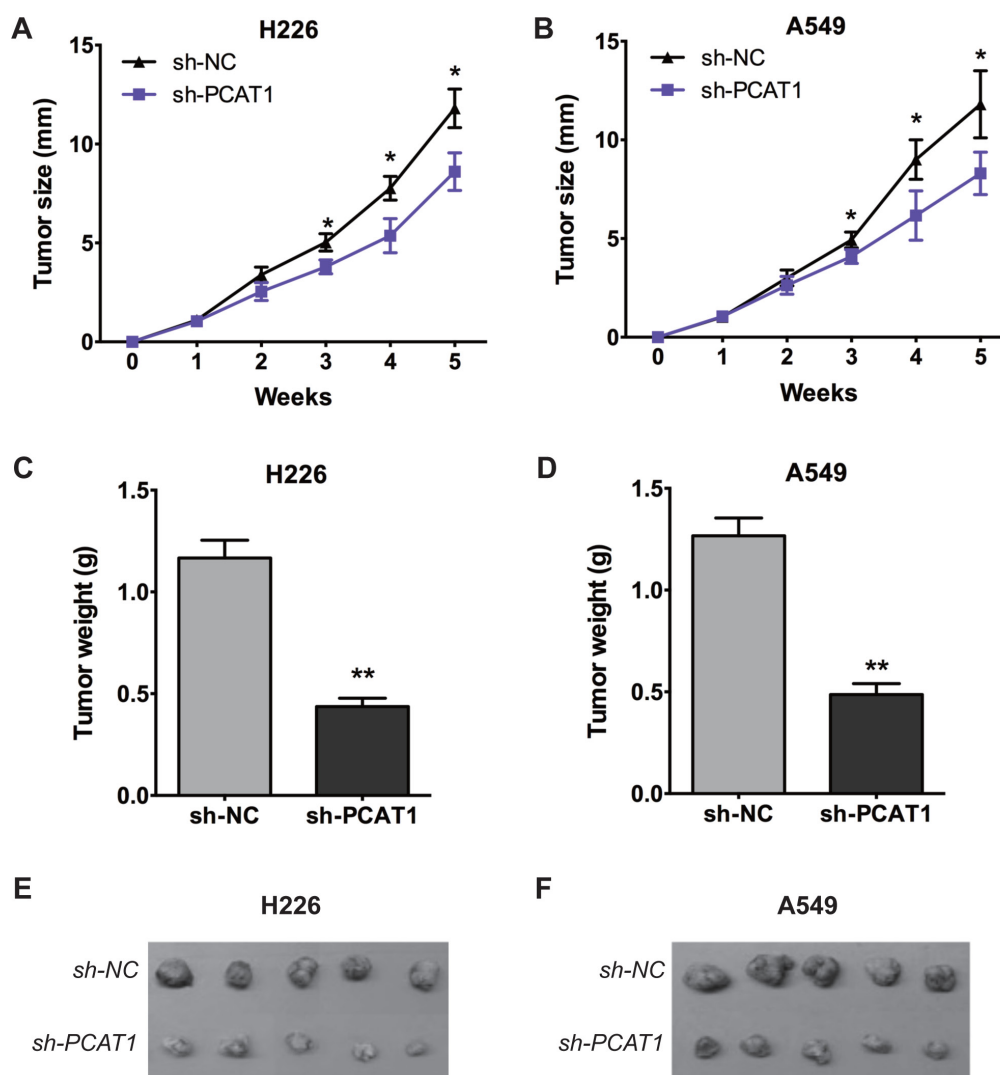 A
H226
sh-NC
sh-PCAT1
Tumor size (mm)
15
10
5
0
*
*
*
0 1 2 3 4 5
Weeks
B
A549
sh-NC
sh-PCAT1
Tumor size (mm)
15
10
5
0
*
*
*
0 1 2 3 4 5
Weeks
C
H226
Tumor weight (g)
1.5
1.0
0.5
0.0
**
sh-NC sh-PCAT1
D
A549
Tumor weight (g)
1.5
1.0
0.5
0.0
**
sh-NC sh-PCAT1
E
H226
sh-NC
sh-PCAT1
F
A549
sh-NC
sh-PCAT1